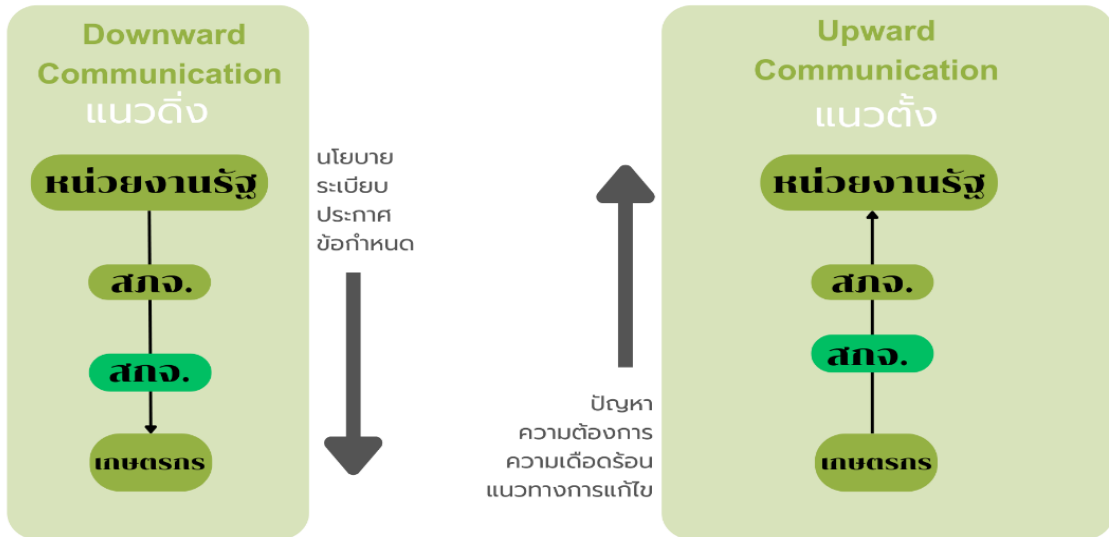 Downward
Communication
แนวดิ่ง
หน่วยงานรัฐ
สภจ.
สกจ.
เกษตรกร
นโยบาย
ระเบียบ
ประกาศ
ข้อกำหนด
ปัญหา
ความต้องการ
ความเดือดร้อน
แนวทางการแก้ไข
Upward
Communication
แนวตั้ง
หน่วยงานรัฐ
สภจ.
สกจ.
เกษตรกร